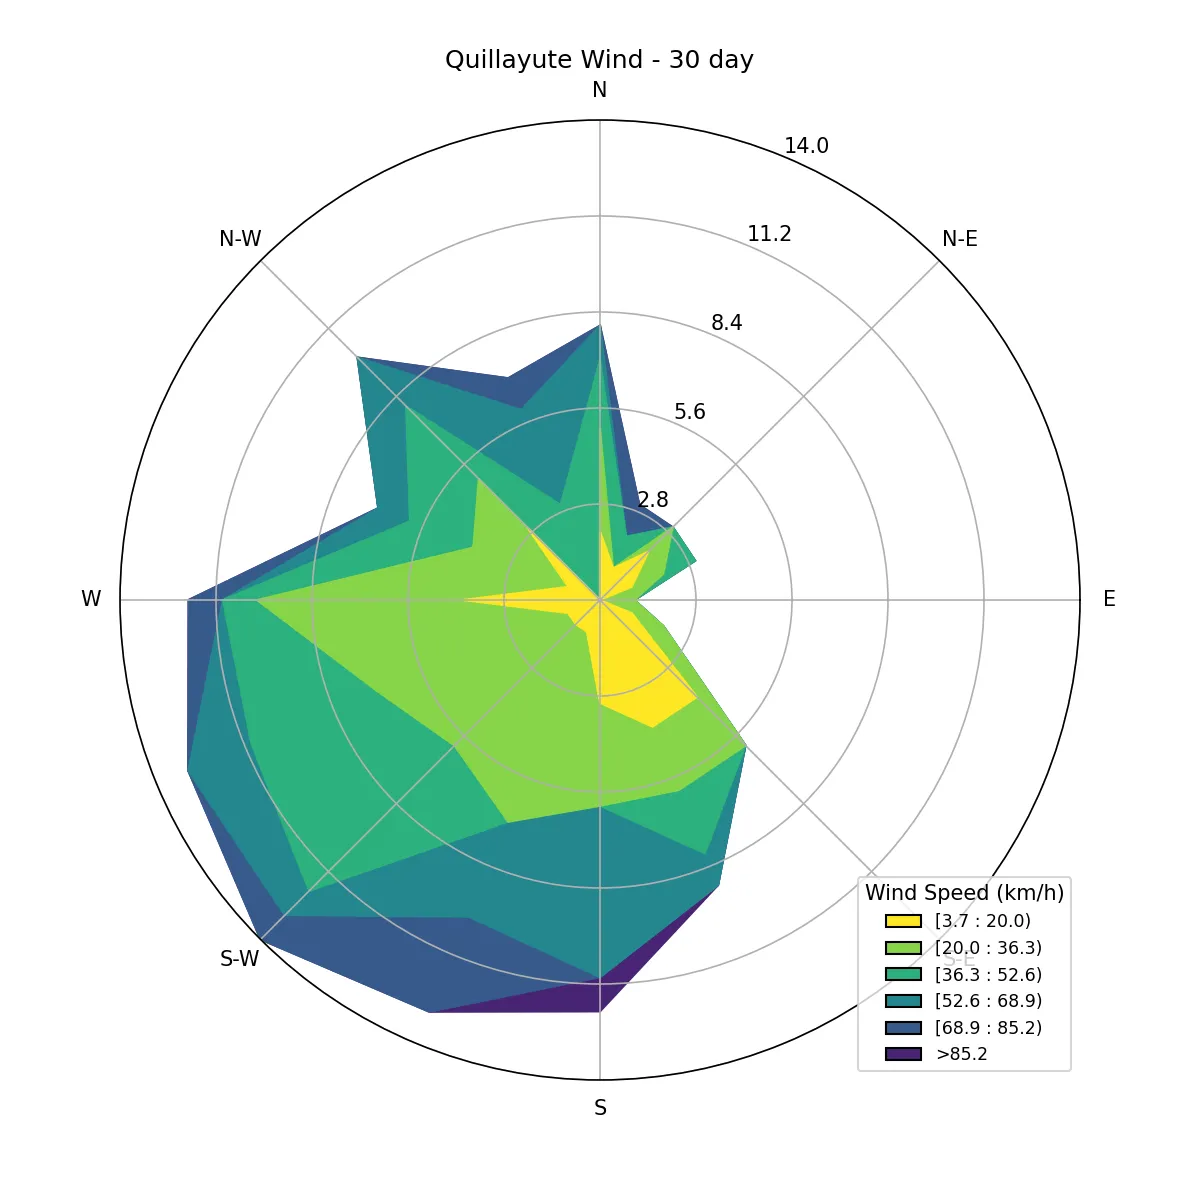 Quillayute Wind - 30 day
N
14.0
N-W
11.2
N-E
8.4
5.6
2.8
W
E
S-W
S-E
S
Wind Speed (km/h)
[3.7 : 20.0)
[20.0 : 36.3)
[36.3 : 52.6)
[52.6 : 68.9)
[68.9 : 85.2)
>85.2